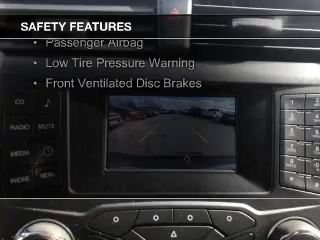 SAFETY FEATURES
• Passenger Airbag
• Low Tire Pressure Warning
• Front Ventilated Disc Brakes
CD
RADIO MUTE
MEDIA
PHONE MENU